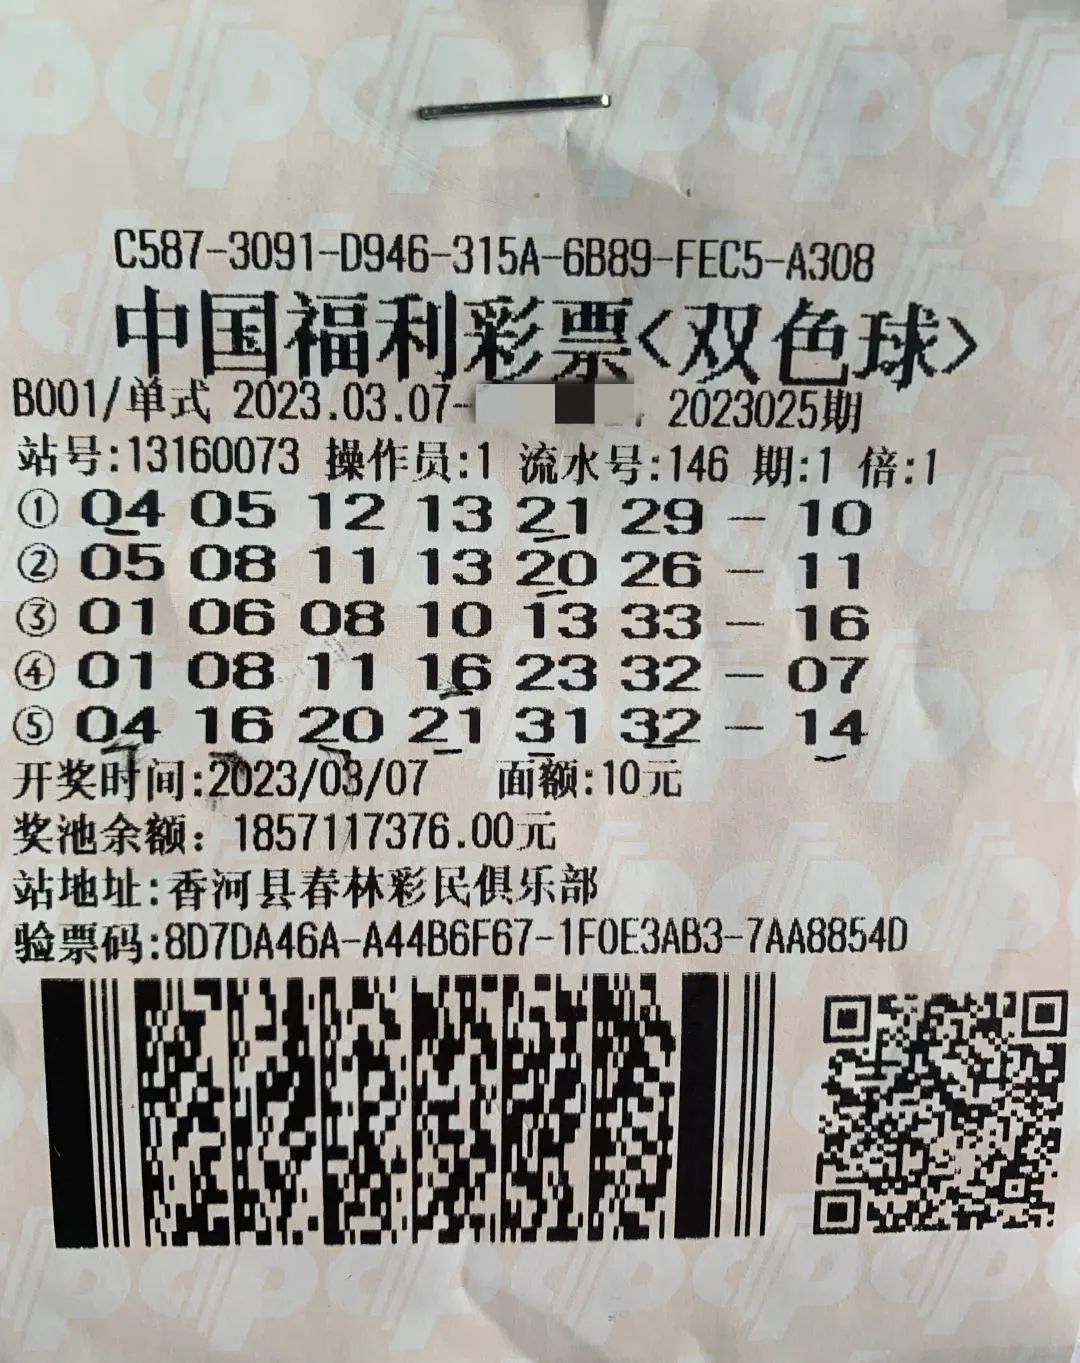 C587-3091-D946-315A-6B89-FEC5-A308
中国福利彩票<双色球>
B001/单式 2023.03.07- 2023025期
站号:13160073 操作员:1 流水号:146 期:1 倍:1
① 04 05 12 13 21 29 — 10
② 05 08 11 13 20 26 — 11
③ 01 06 08 10 13 33 — 16
④ 01 08 11 16 23 32 — 07
⑤ 04 16 20 21 31 32 — 14
开奖时间:2023/03/07 面额:10元
奖池余额: 1857117376.00元
站地址:香河县春林彩民俱乐部
验票码:8D7DA46A-A44B6F67-1F0E3AB3-7AA8854D